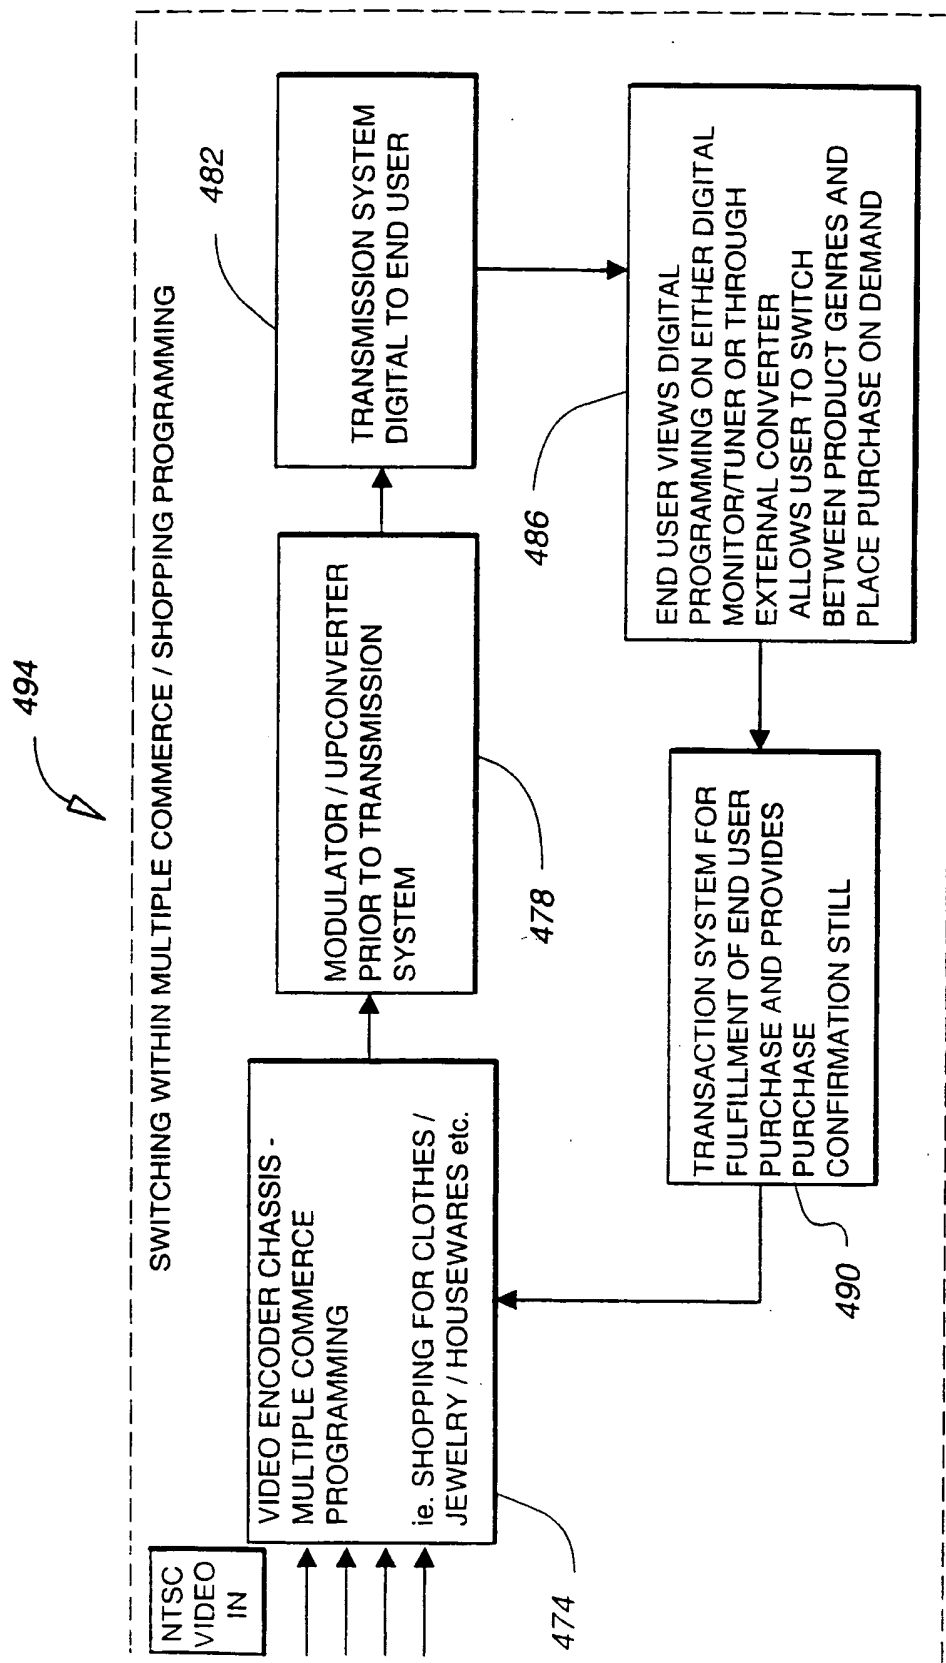 494
SWITCHING WITHIN MULTIPLE COMMERCE / SHOPPING PROGRAMMING
NTSC
VIDEO
IN
VIDEO ENCODER CHASSIS -
MULTIPLE COMMERCE
PROGRAMMING
ie. SHOPPING FOR CLOTHES /
JEWELRY / HOUSEWARES etc.
474
MODULATOR / UPCONVERTER
PRIOR TO TRANSMISSION
SYSTEM
478
TRANSMISSION SYSTEM
DIGITAL TO END USER
482
END USER VIEWS DIGITAL
PROGRAMMING ON EITHER DIGITAL
MONITOR/TUNER OR THROUGH
EXTERNAL CONVERTER
ALLOWS USER TO SWITCH
BETWEEN PRODUCT GENRES AND
PLACE PURCHASE ON DEMAND
486
TRANSACTION SYSTEM FOR
FULFILLMENT OF END USER
PURCHASE AND PROVIDES
PURCHASE
CONFIRMATION STILL
490